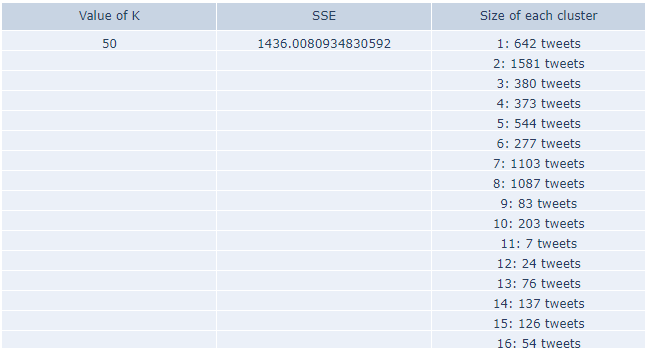 Value of K SSE Size of each cluster
50 1436.0080934830592 1: 642 tweets
2: 1581 tweets
3: 380 tweets
4: 373 tweets
5: 544 tweets
6: 277 tweets
7: 1103 tweets
8: 1087 tweets
9: 83 tweets
10: 203 tweets
11: 7 tweets
12: 24 tweets
13: 76 tweets
14: 137 tweets
15: 126 tweets
16: 54 tweets